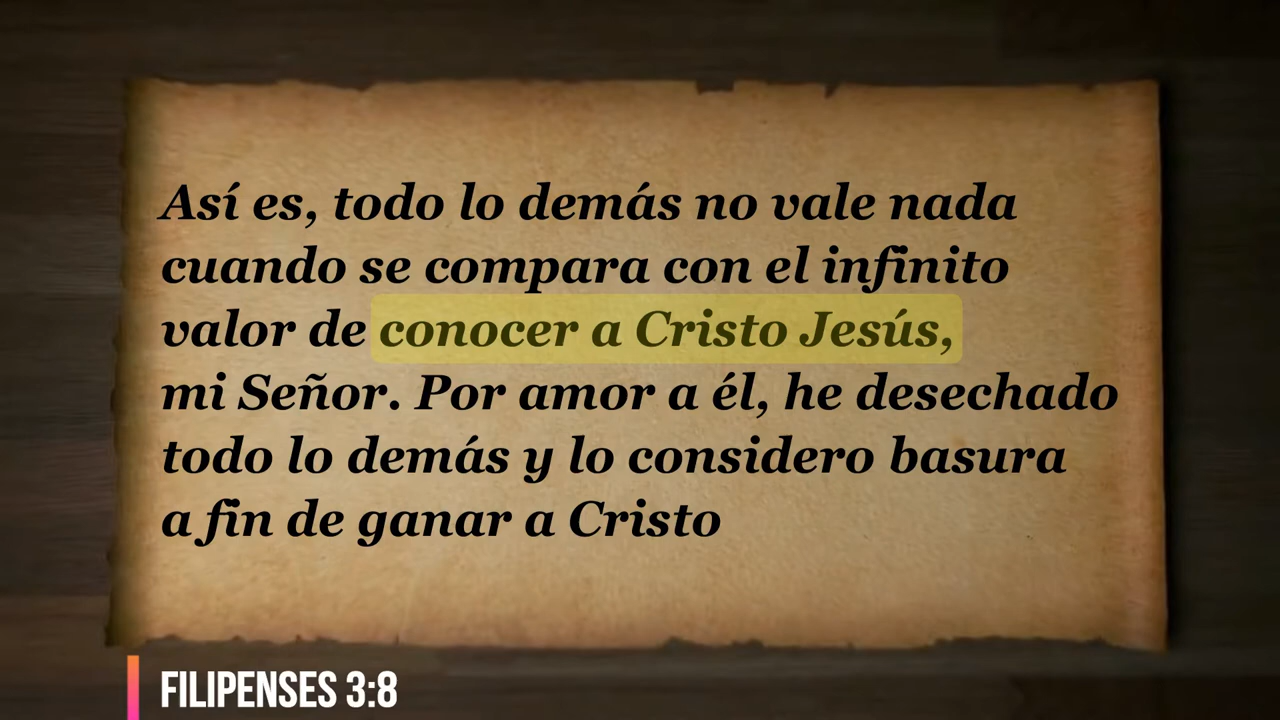 Así es, todo lo demás no vale nada
cuando se compara con el infinito
valor de conocer a Cristo Jesús,
mi Señor. Por amor a él, he desechado
todo lo demás y lo considero basura
a fin de ganar a Cristo
FILIPENSES 3:8